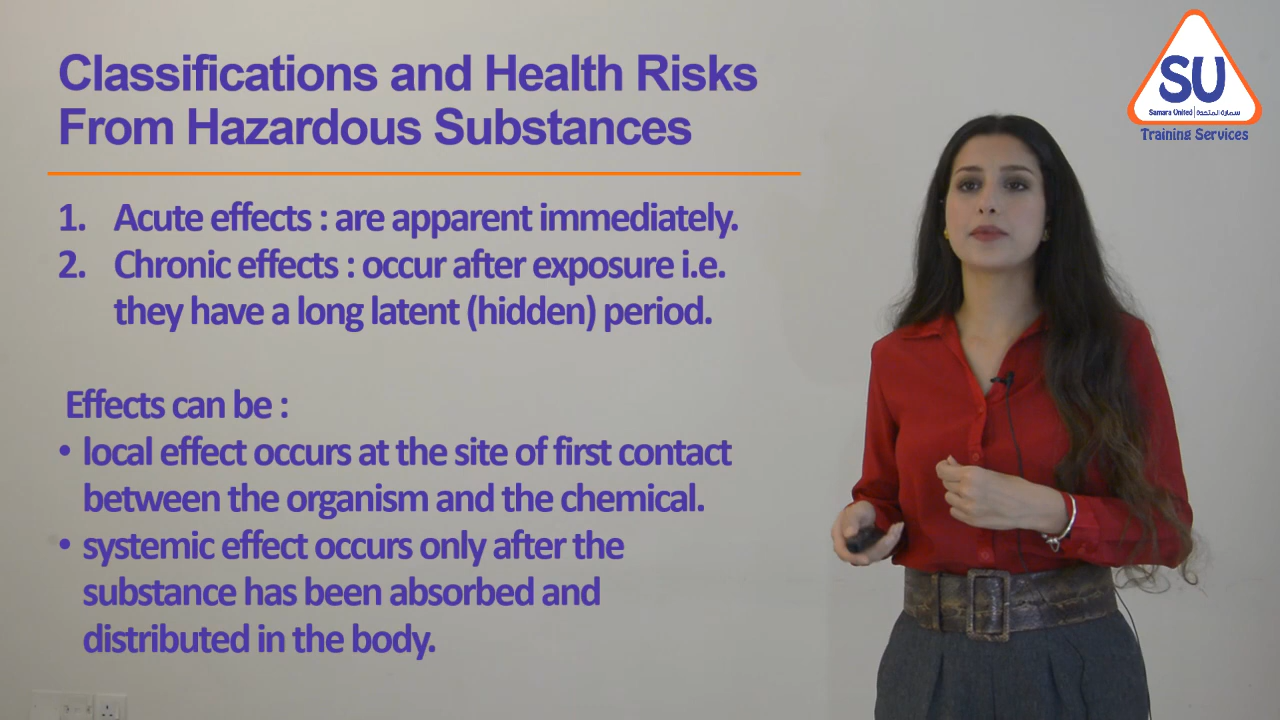 Classifications and Health Risks
From Hazardous Substances
1. Acute effects : are apparent immediately.
2. Chronic effects : occur after exposure i.e.
they have a long latent (hidden) period.
Effects can be :
• local effect occurs at the site of first contact
between the organism and the chemical.
• systemic effect occurs only after the
substance has been absorbed and
distributed in the body.
SU
Samara United | سمارة المتحدة
Training Services